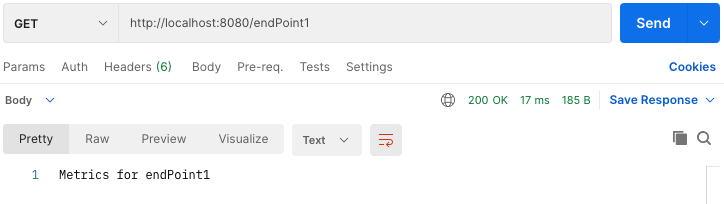 GET http://localhost:8080/endPoint1 Send
Params Auth Headers (6) Body Pre-req. Tests Settings Cookies
Body 200 OK 17 ms 185 B Save Response
Pretty Raw Preview Visualize Text
1 Metrics for endPoint1